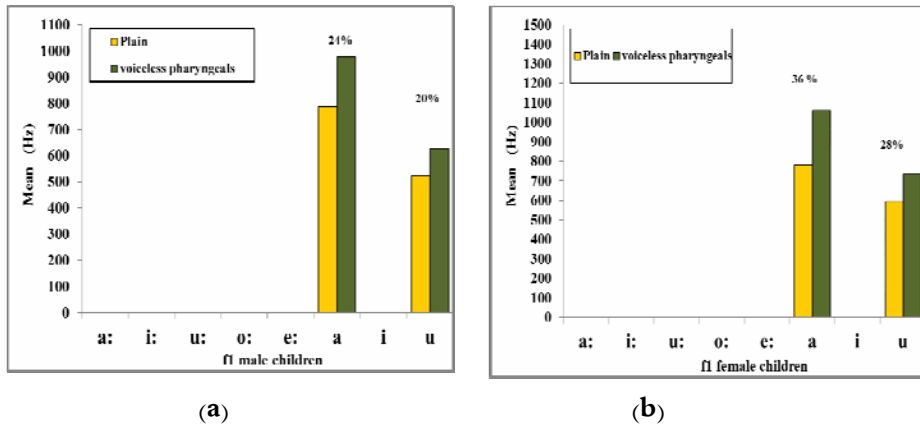 1100
1000
900
800
700
600
500
400
300
200
100
0
Mean (Hz)
Plain
voiceless pharyngeals
24%
20%
a: i: u: o: e: a i u
f1 male children
(a)
1500
1400
1300
1200
1100
1000
900
800
700
600
500
400
300
200
100
0
Mean (Hz)
Plain voiceless pharyngeals
36 %
28%
a: i: u: o: e: a i u
f1 female children
(b)